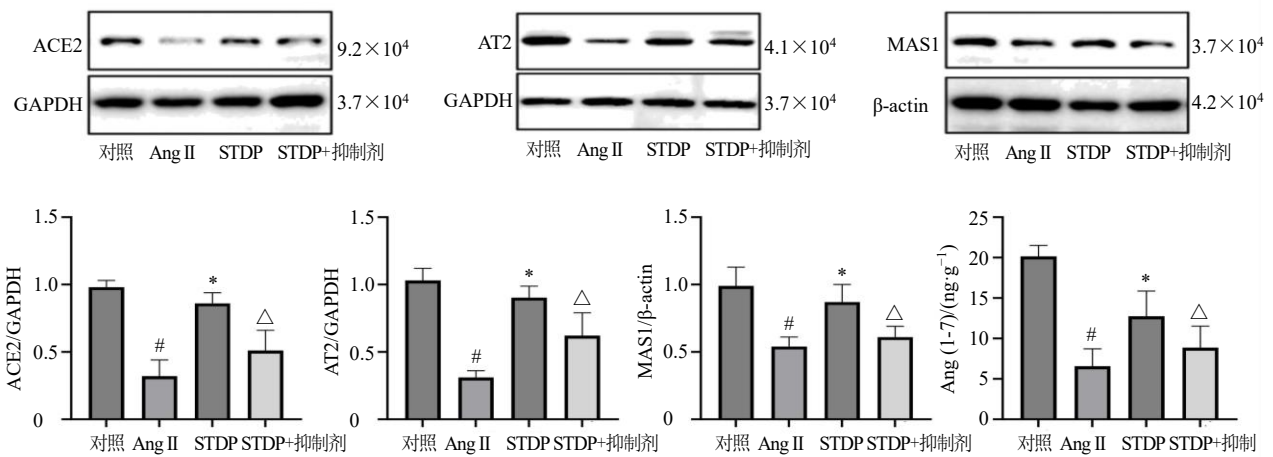 ACE2
9.2×10⁴
GAPDH
3.7×10⁴
对照 Ang II STDP STDP+抑制剂
AT2
4.1×10⁴
GAPDH
3.7×10⁴
对照 Ang II STDP STDP+抑制剂
MAS1
3.7×10⁴
β-actin
4.2×10⁴
对照 Ang II STDP STDP+抑制剂
ACE2/GAPDH
1.5
1.0
0.5
0
#
*
△
对照 Ang II STDP STDP+抑制剂
AT2/GAPDH
1.5
1.0
0.5
0
#
*
△
对照 Ang II STDP STDP+抑制剂
MAS1/β-actin
1.5
1.0
0.5
0
#
*
△
对照 Ang II STDP STDP+抑制剂
Ang (1-7)/(ng·g⁻¹)
25
20
15
10
5
0
#
*
△
对照 Ang II STDP STDP+抑制